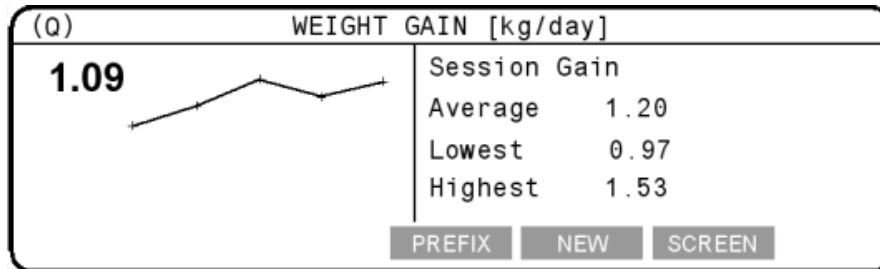 (Q) WEIGHT GAIN [kg/day]
1.09
Session Gain
Average 1.20
Lowest 0.97
Highest 1.53
PREFIX NEW SCREEN